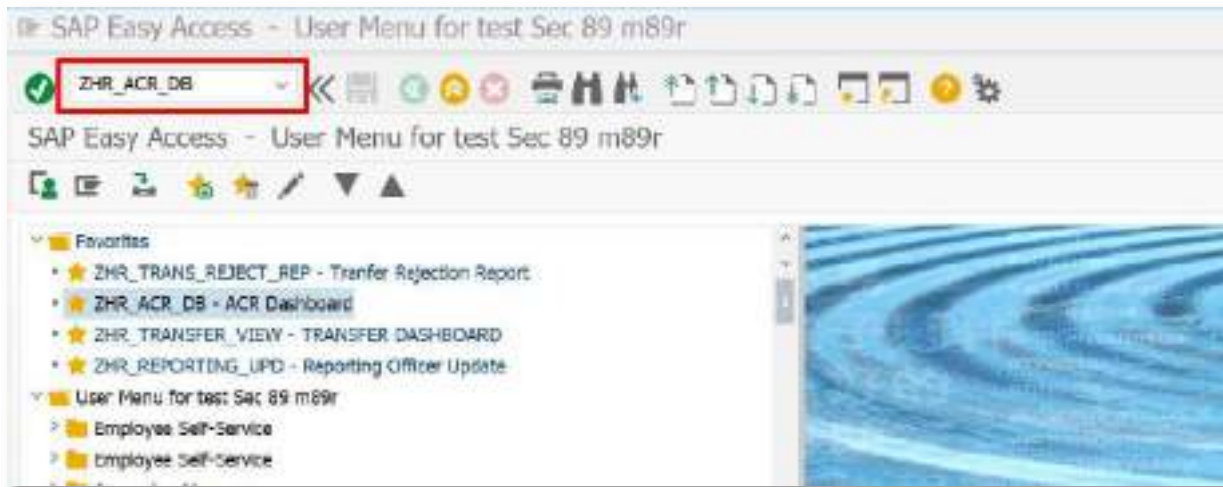 SAP Easy Access - User Menu for test Sec 89 m89r
ZHR_ACR_DB
SAP Easy Access - User Menu for test Sec 89 m89r
Favorites
ZHR_TRANS_REJECT_REP - Tranfer Rejection Report
ZHR_ACR_DB - ACR Dashboard
ZHR_TRANSFER_VIEW - TRANSFER DASHBOARD
ZHR_REPORTING_UPD - Reporting Officer Update
User Menu for test Sec 89 m89r
Employee Self-Service
Employee Self-Service